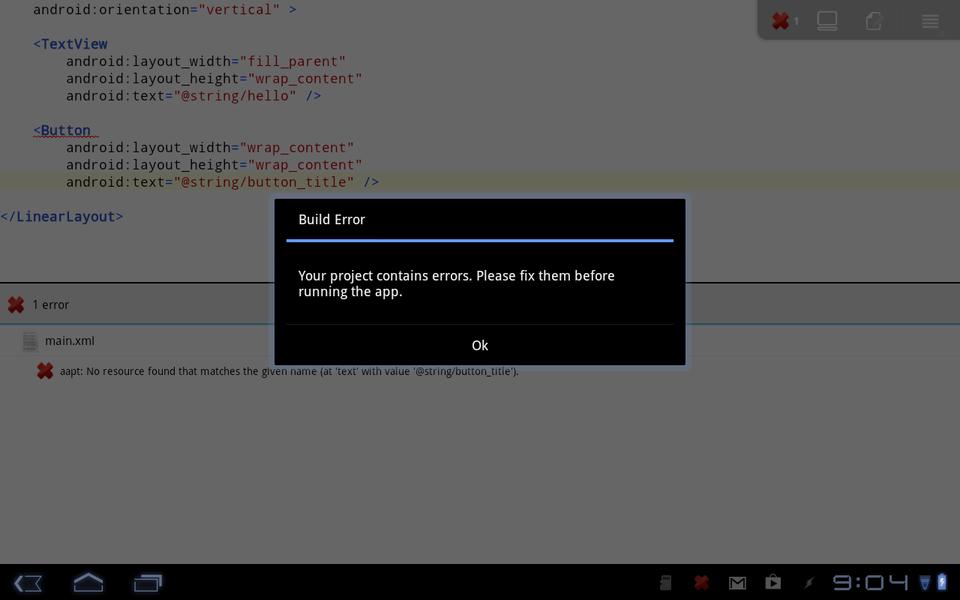 android:orientation="vertical" >
1
<TextView
android:layout_width="fill_parent"
android:layout_height="wrap_content"
android:text="@string/hello" />
<Button
android:layout_width="wrap_content"
android:layout_height="wrap_content"
android:text="@string/button_title" />
</LinearLayout>
Build Error
Your project contains errors. Please fix them before
running the app.
Ok
1 error
main.xml
aapt: No resource found that matches the given name (at 'text' with value '@string/button_title').
9:04